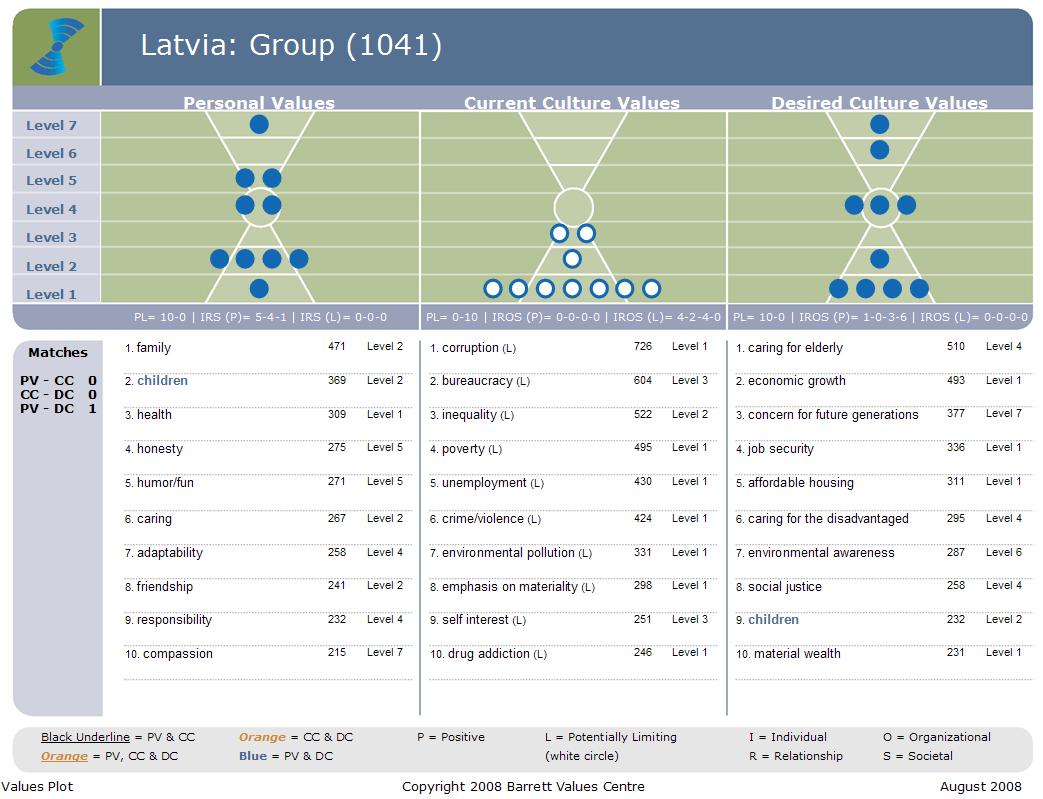 Latvia: Group (1041)
Personal Values Current Culture Values Desired Culture Values
Level 7
Level 6
Level 5
Level 4
Level 3
Level 2
Level 1
PL= 10-0 | IRS (P)= 5-4-1 | IRS (L)= 0-0-0 PL= 0-10 | IROS (P)= 0-0-0-0 | IROS (L)= 4-2-4-0 PL= 10-0 | IROS (P)= 1-0-3-6 | IROS (L)= 0-0-0-0
Matches
PV - CC 0
CC - DC 0
PV - DC 1
1. family 471 Level 2
2. children 369 Level 2
3. health 309 Level 1
4. honesty 275 Level 5
5. humor/fun 271 Level 5
6. caring 267 Level 2
7. adaptability 258 Level 4
8. friendship 241 Level 2
9. responsibility 232 Level 4
10. compassion 215 Level 7
1. corruption (L) 726 Level 1
2. bureaucracy (L) 604 Level 3
3. inequality (L) 522 Level 2
4. poverty (L) 495 Level 1
5. unemployment (L) 430 Level 1
6. crime/violence (L) 424 Level 1
7. environmental pollution (L) 331 Level 1
8. emphasis on materiality (L) 298 Level 1
9. self interest (L) 251 Level 3
10. drug addiction (L) 246 Level 1
1. caring for elderly 510 Level 4
2. economic growth 493 Level 1
3. concern for future generations 377 Level 7
4. job security 336 Level 1
5. affordable housing 311 Level 1
6. caring for the disadvantaged 295 Level 4
7. environmental awareness 287 Level 6
8. social justice 258 Level 4
9. children 232 Level 2
10. material wealth 231 Level 1
Black Underline = PV & CC Orange = CC & DC P = Positive L = Potentially Limiting I = Individual O = Organizational
Orange = PV, CC & DC Blue = PV & DC (white circle) R = Relationship S = Societal
Values Plot Copyright 2008 Barrett Values Centre August 2008